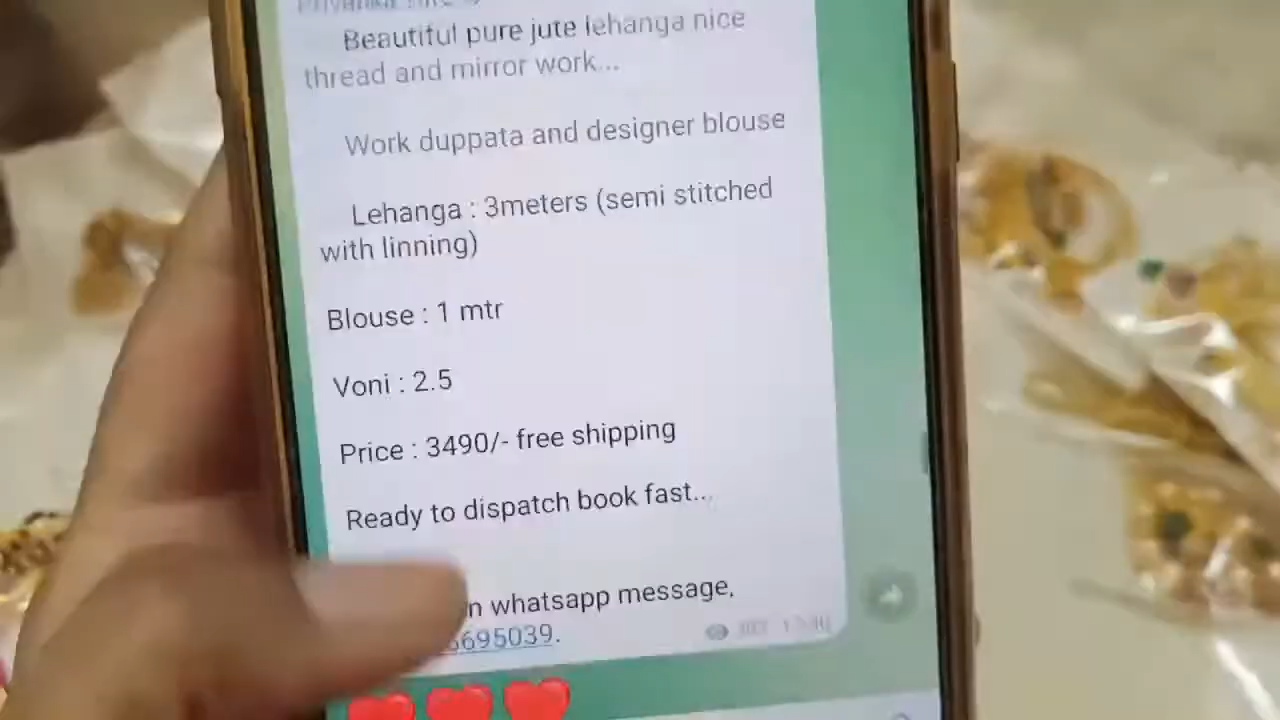 Beautiful pure jute lehanga nice
thread and mirror work...
Work duppata and designer blouse
Lehanga : 3meters (semi stitched
with linning)
Blouse : 1 mtr
Voni : 2.5
Price : 3490/- free shipping
Ready to dispatch book fast...
whatsapp message,
695039.